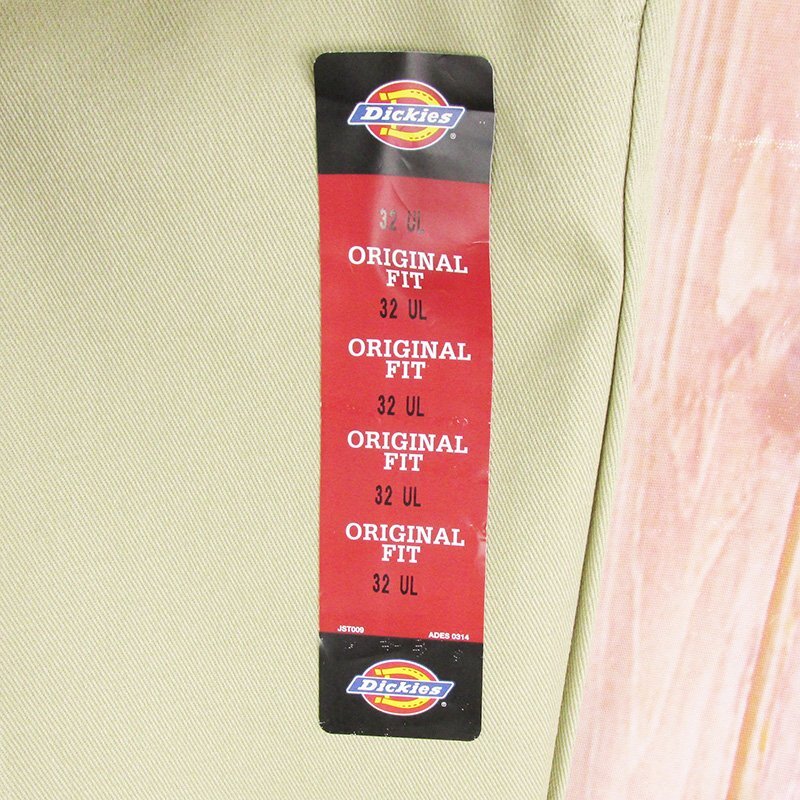 Dickies
®
32 UL
ORIGINAL
FIT
32 UL
ORIGINAL
FIT
32 UL
ORIGINAL
FIT
32 UL
ORIGINAL
FIT
32 UL
JST009 ADES 0314
Dickies
®